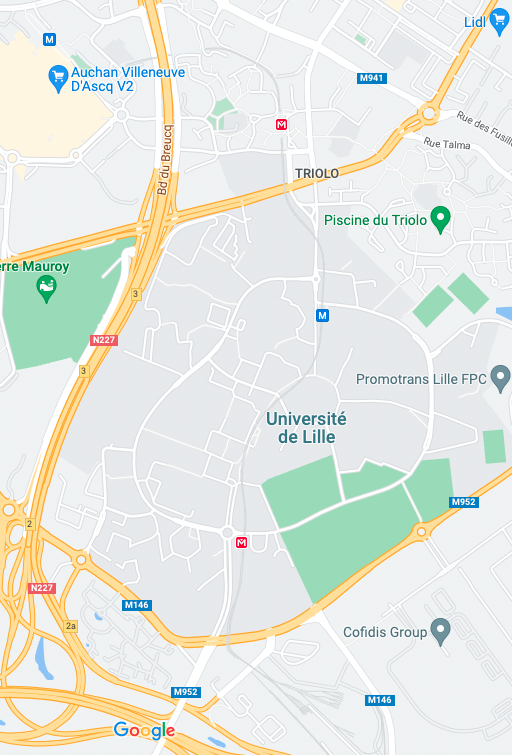 Lidl
M
Auchan Villeneuve
D'Ascq V2
M941
Rue des Fusillé
M
Rue Talma
Bd du Breucq
TRIOLO
Piscine du Triolo
erre Mauroy
3
M
N227
3
Promotrans Lille FPC
Université
de Lille
M952
2
M
N227
M146
2a
Cofidis Group
M952
M146
Google